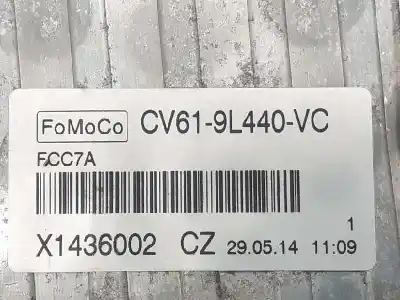 FoMoCo CV61-9L440-VC
FCC7A
1
X1436002 CZ 29.05.14 11:09